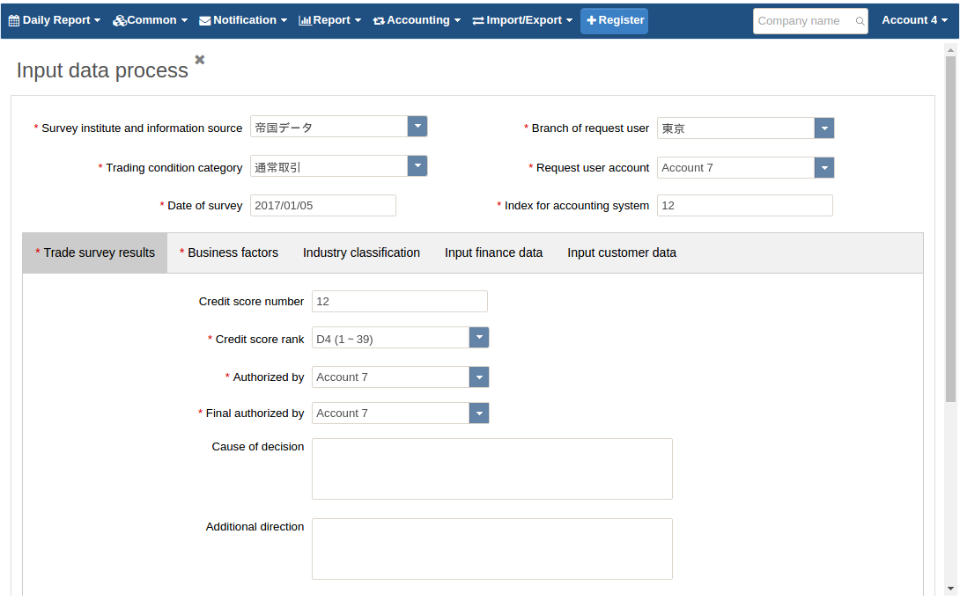 Daily Report Common Notification Report Accounting Import/Export + Register Company name Account 4
Input data process ×
* Survey institute and information source 帝国データ * Branch of request user 東京
* Trading condition category 通常取引 * Request user account Account 7
* Date of survey 2017/01/05 * Index for accounting system 12
* Trade survey results * Business factors Industry classification Input finance data Input customer data
Credit score number 12
* Credit score rank D4 (1 ~ 39)
* Authorized by Account 7
* Final authorized by Account 7
Cause of decision
Additional direction